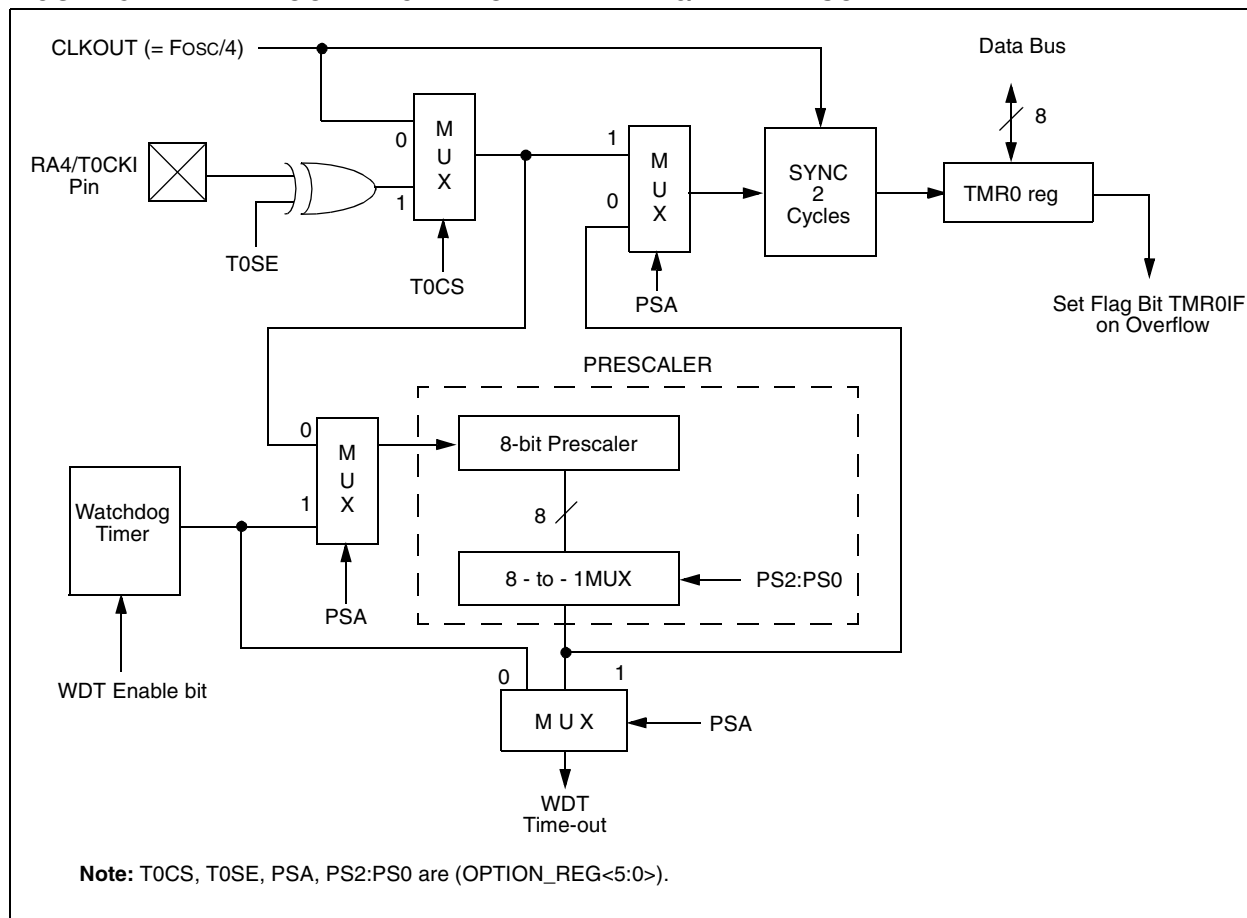 CLKOUT (= FOSC/4)
Data Bus
8
RA4/T0CKI
Pin
0
1
M
U
X
T0SE
T0CS
1
0
M
U
X
PSA
SYNC
2
Cycles
TMR0 reg
Set Flag Bit TMR0IF
on Overflow
PRESCALER
0
1
M
U
X
PSA
8-bit Prescaler
8
8 - to - 1MUX
PS2:PS0
Watchdog
Timer
WDT Enable bit
0
1
M U X
PSA
WDT
Time-out
Note: T0CS, T0SE, PSA, PS2:PS0 are (OPTION_REG<5:0>).